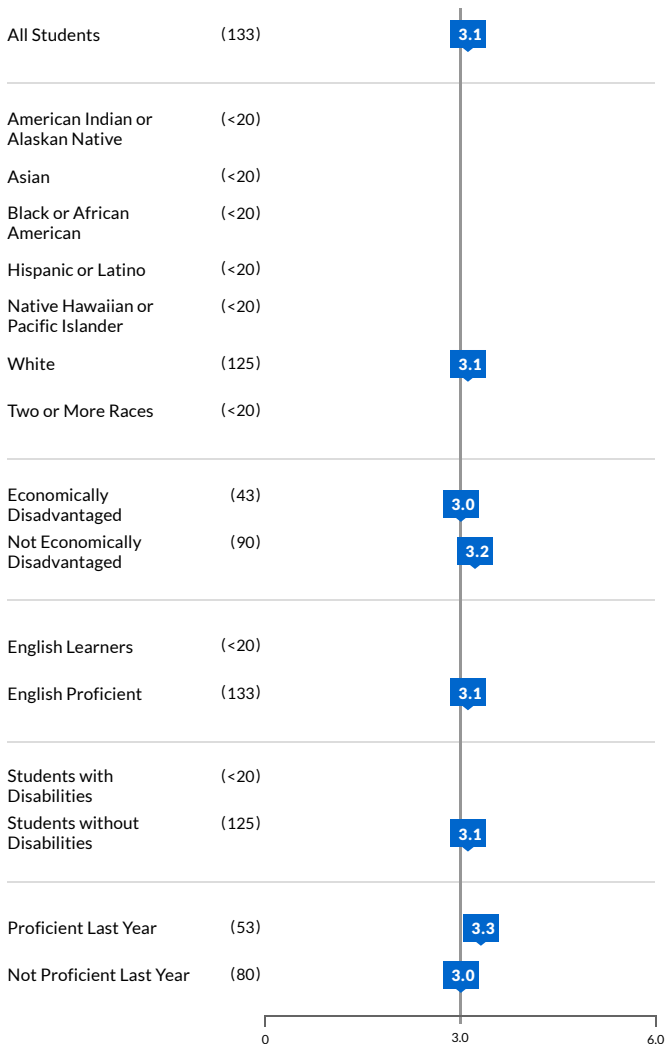 All Students (133) 3.1
American Indian or (<20)
Alaskan Native
Asian (<20)
Black or African (<20)
American
Hispanic or Latino (<20)
Native Hawaiian or (<20)
Pacific Islander
White (125) 3.1
Two or More Races (<20)
Economically (43) 3.0
Disadvantaged
Not Economically (90) 3.2
Disadvantaged
English Learners (<20)
English Proficient (133) 3.1
Students with (<20)
Disabilities
Students without (125) 3.1
Disabilities
Proficient Last Year (53) 3.3
Not Proficient Last Year (80) 3.0
0 3.0 6.0